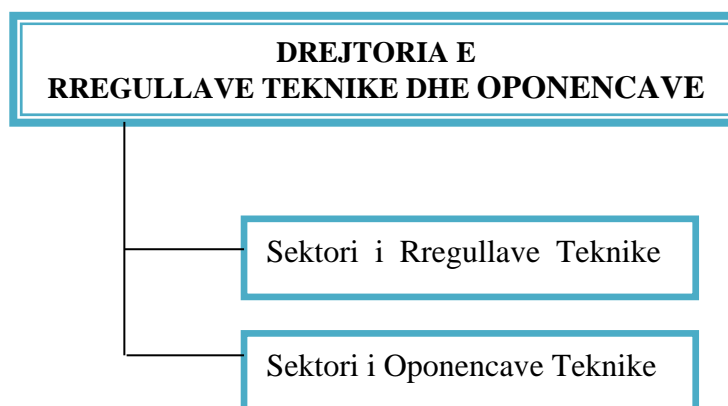 DREJTORIA E
RREGULLAVE TEKNIKE DHE OPONENCAVE
Sektori i Rregullave Teknike
Sektori i Oponencave Teknike